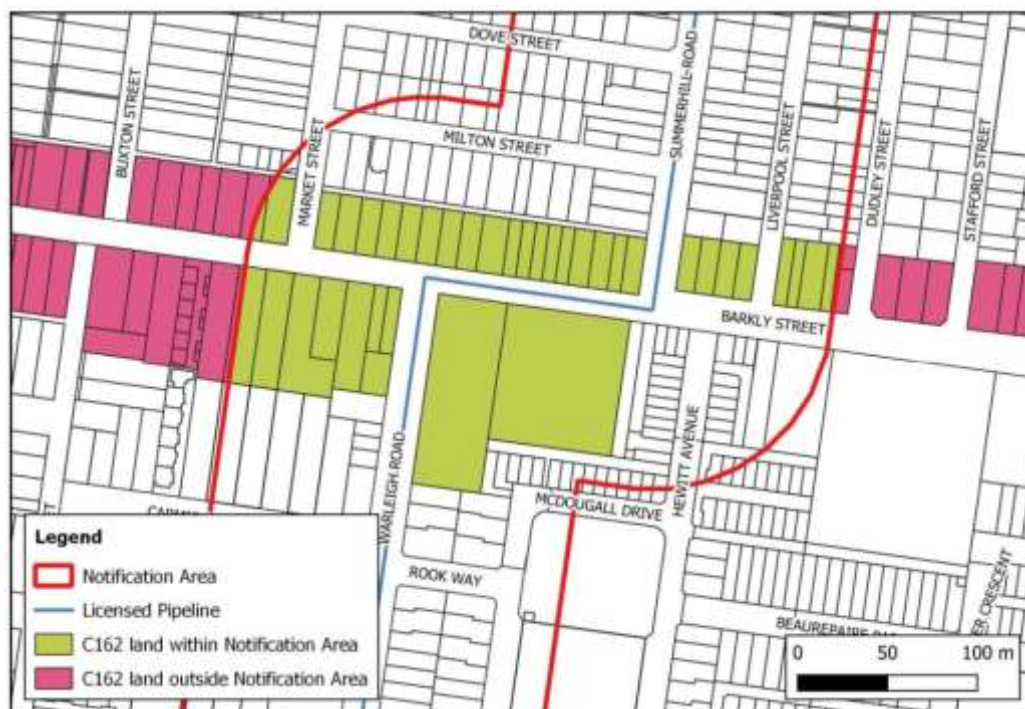 DOVE STREET
SUMMERHILL ROAD
BUXTON STREET
MARKET STREET
MILTON STREET
LIVERPOOL STREET
DUDLEY STREET
STAFFORD STREET
BARKLY STREET
WARLEIGH ROAD
HEWITT AVENUE
MCDOUGALL DRIVE
ROOK WAY
BEAUREPAIRE
CRESCENT
Legend
Notification Area
Licensed Pipeline
C162 land within Notification Area
C162 land outside Notification Area
0 50 100 m